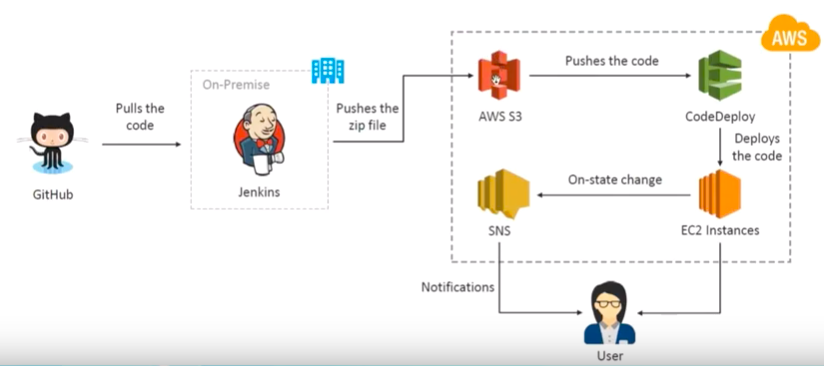 AWS
On-Premise
Pulls the
code
Pushes the
zip file
Pushes the code
AWS S3
CodeDeploy
Deploys
the code
GitHub
Jenkins
On-state change
SNS
EC2 Instances
Notifications
User